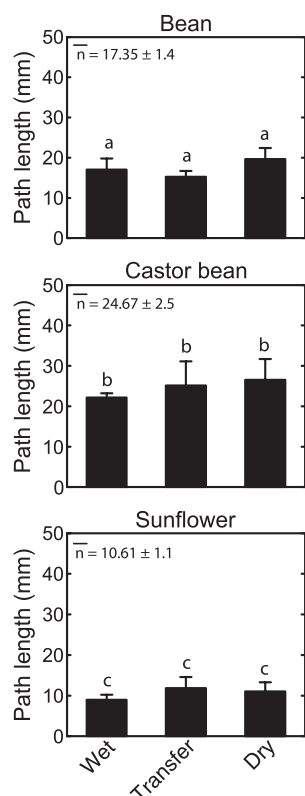 Bean
Path length (mm)
50
40
30
20
10
0
n = 17.35 ± 1.4
a
a
a
Castor bean
Path length (mm)
50
40
30
20
10
0
n = 24.67 ± 2.5
b
b
b
Sunflower
Path length (mm)
50
40
30
20
10
0
n = 10.61 ± 1.1
c
c
c
Wet
Transfer
Dry